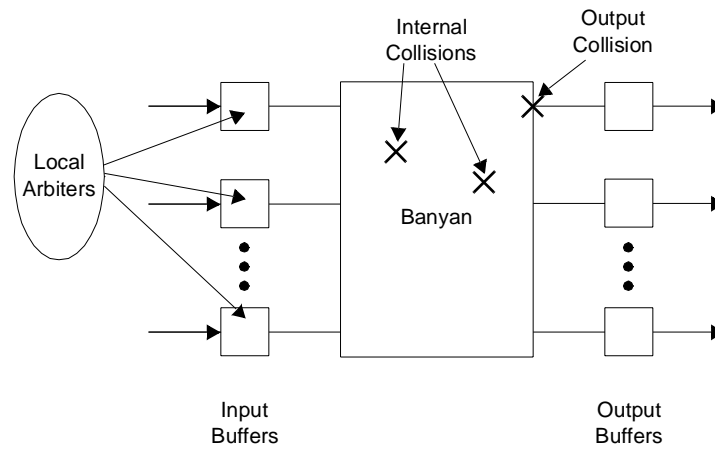 Internal
Collisions
Output
Collision
Local
Arbiters
Banyan
Input
Buffers
Output
Buffers